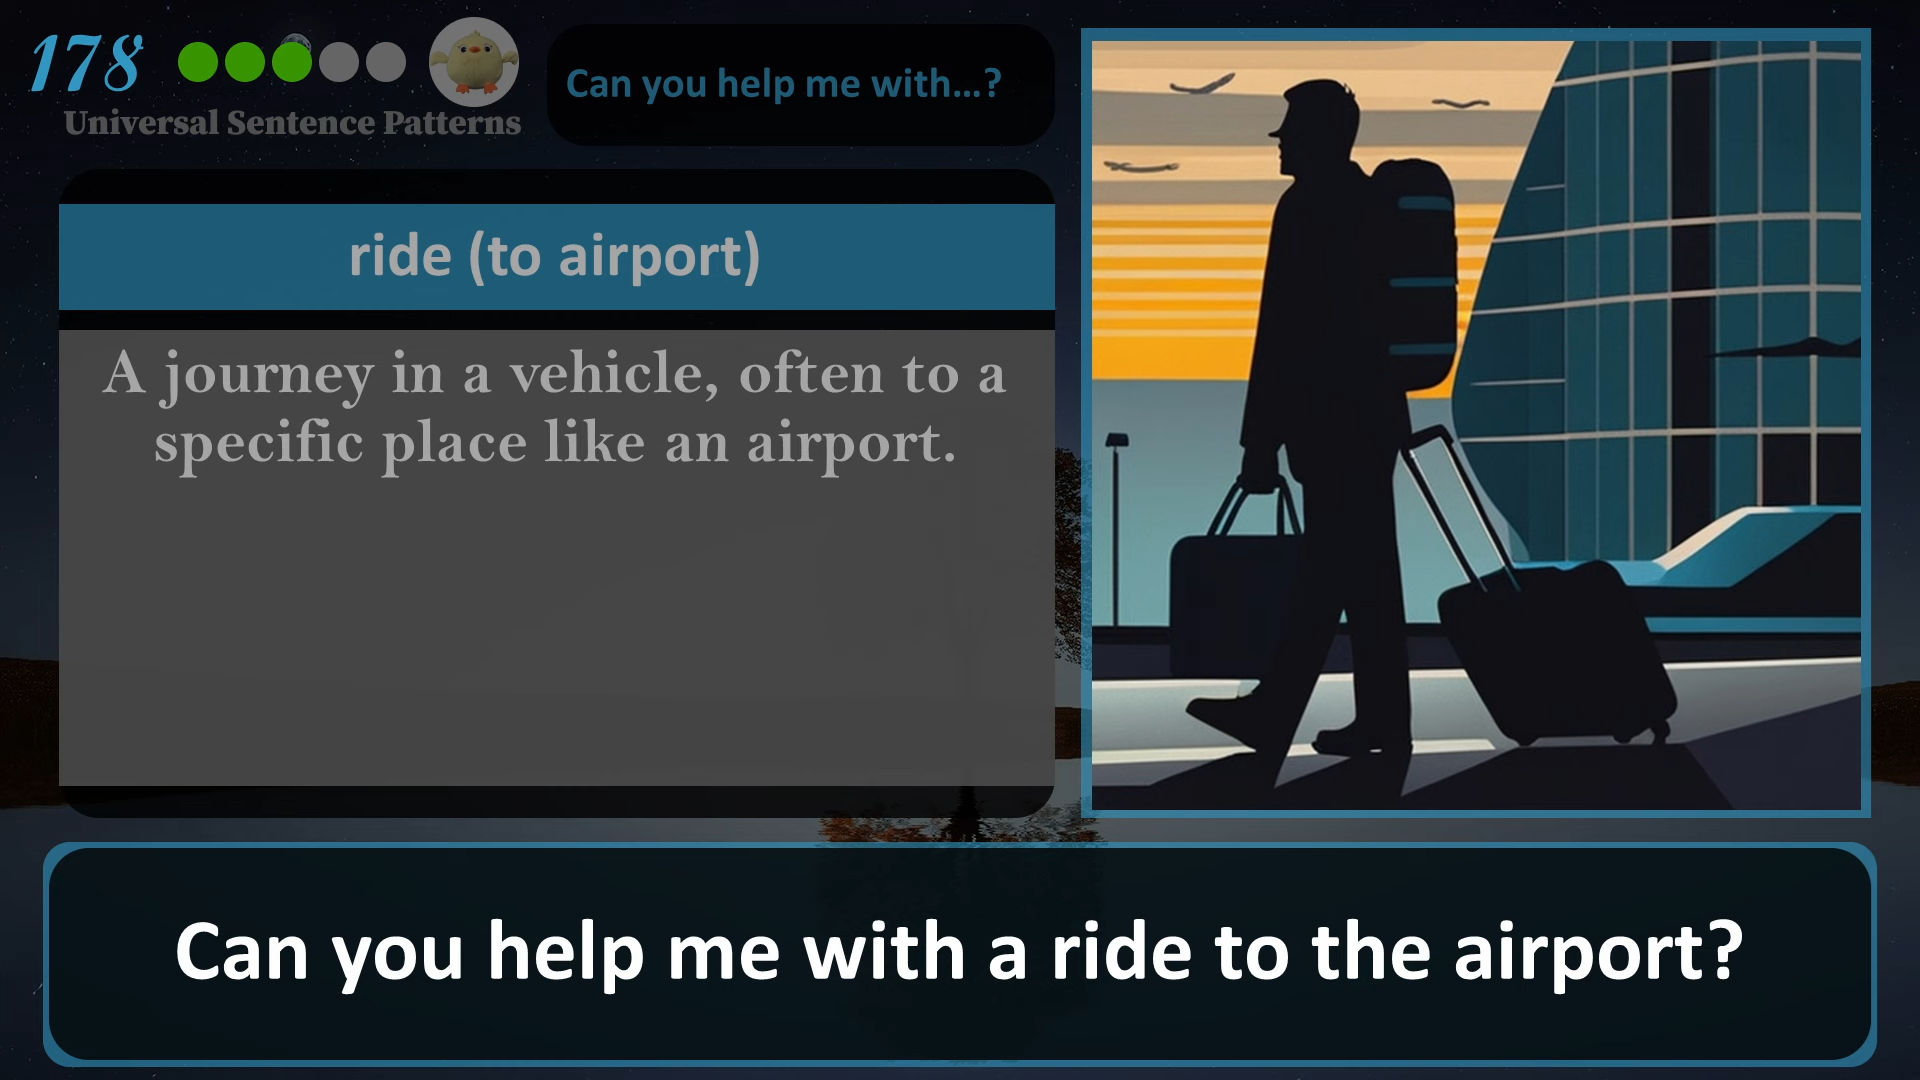 178
Universal Sentence Patterns
Can you help me with...?
ride (to airport)
A journey in a vehicle, often to a
specific place like an airport.
Can you help me with a ride to the airport?